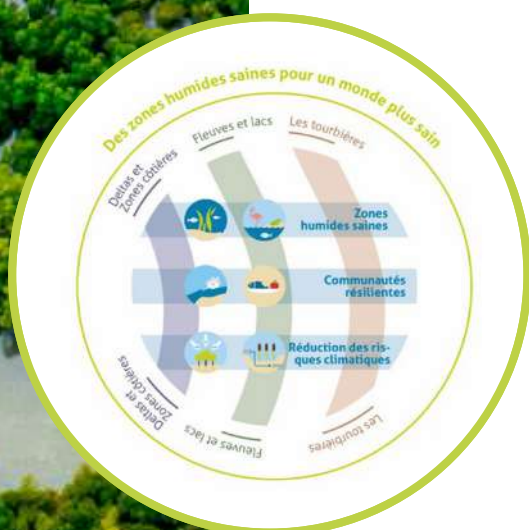 Des zones humides saines pour un monde plus sain
Deltas et
Zones côtières
Fleuves et lacs
Les tourbières
Zones
humides saines
Communautés
résilientes
Réduction des ris-
ques climatiques
Deltas et
Zones côtières
Fleuves et lacs
Les tourbières